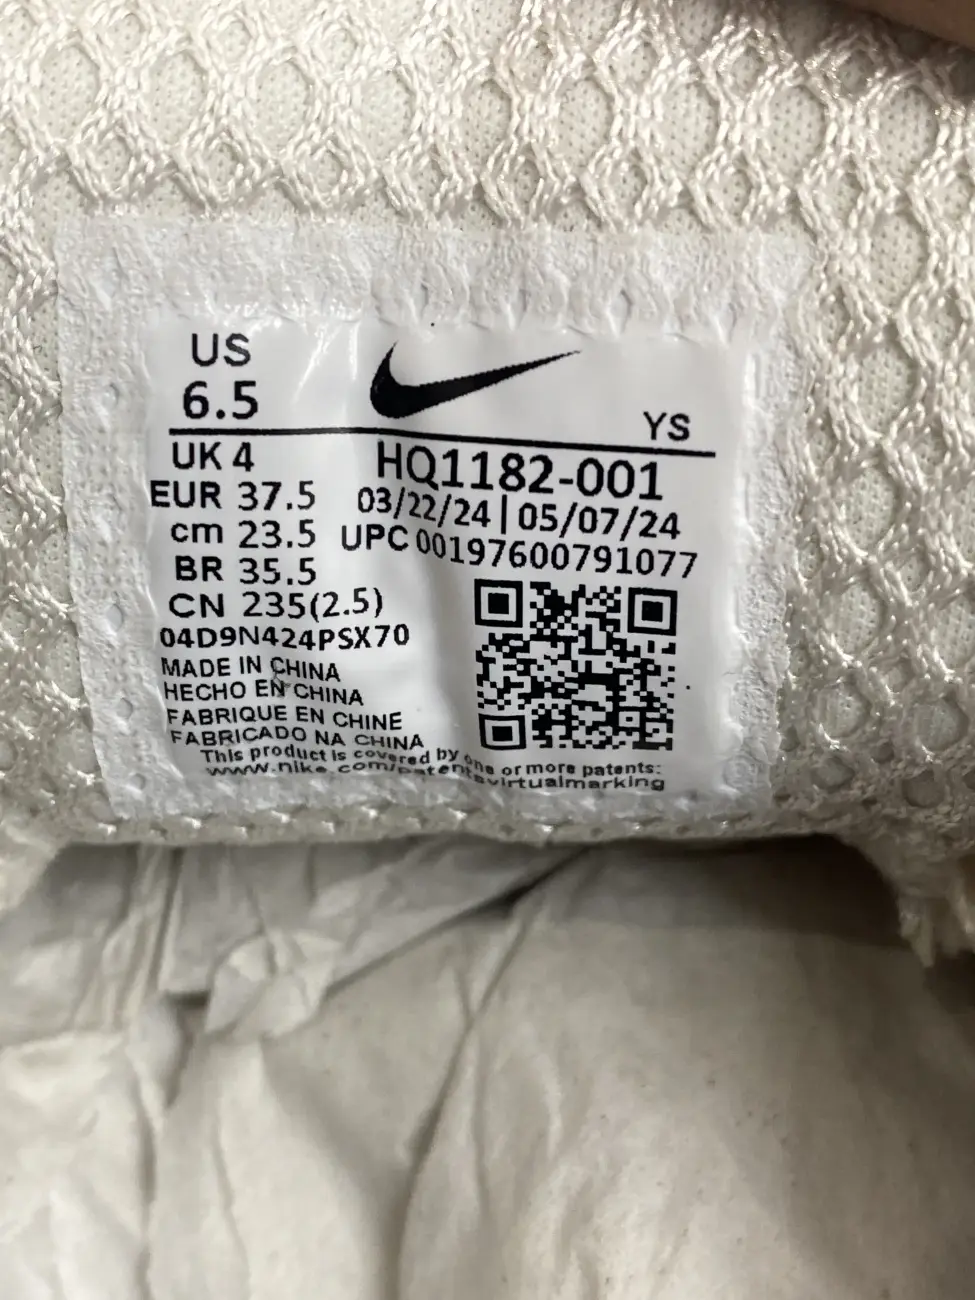 US
6.5
YS
UK 4
EUR 37.5
cm 23.5
BR 35.5
CN 235(2.5)
HQ1182-001
03/22/24 | 05/07/24
UPC 00197600791077
04D9N424PSX70
MADE IN CHINA
HECHO EN CHINA
FABRIQUE EN CHINE
FABRICADO NA CHINA
This product is covered by one or more patents:
www.nike.com/patentsvirtualmarking